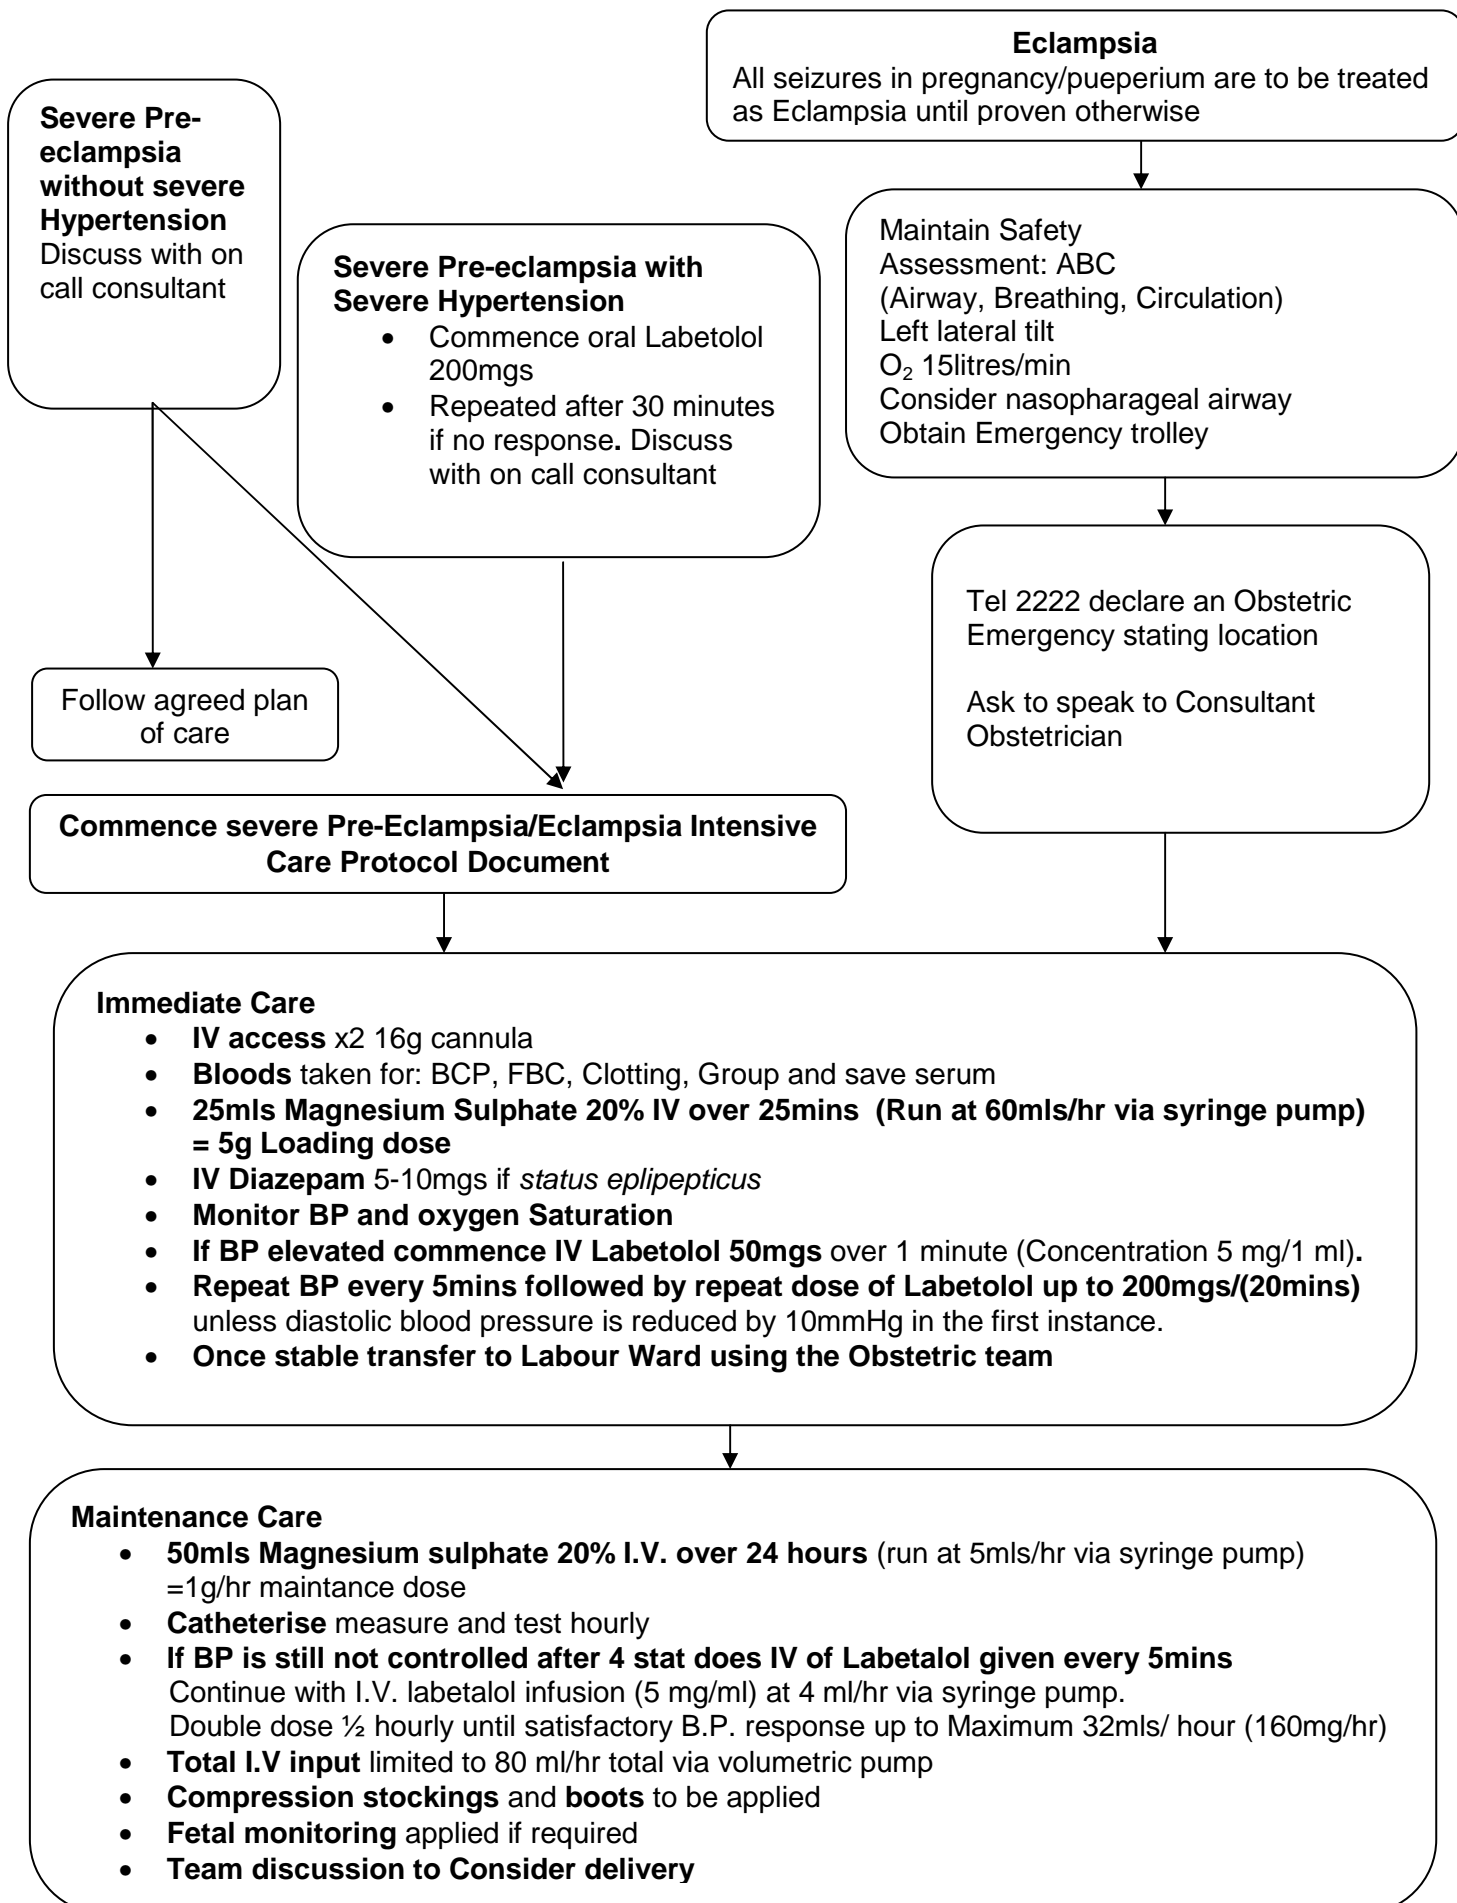 Eclampsia
All seizures in pregnancy/pueperium are to be treated
as Eclampsia until proven otherwise
Severe Pre-
eclampsia
without severe
Hypertension
Discuss with on
call consultant
Severe Pre-eclampsia with
Severe Hypertension
• Commence oral Labetolol
200mgs
• Repeated after 30 minutes
if no response. Discuss
with on call consultant
Maintain Safety
Assessment: ABC
(Airway, Breathing, Circulation)
Left lateral tilt
O₂ 15litres/min
Consider nasopharageal airway
Obtain Emergency trolley
Tel 2222 declare an Obstetric
Emergency stating location
Ask to speak to Consultant
Obstetrician
Follow agreed plan
of care
Commence severe Pre-Eclampsia/Eclampsia Intensive
Care Protocol Document
Immediate Care
• IV access x2 16g cannula
• Bloods taken for: BCP, FBC, Clotting, Group and save serum
• 25mls Magnesium Sulphate 20% IV over 25mins (Run at 60mls/hr via syringe pump)
= 5g Loading dose
• IV Diazepam 5-10mgs if status eplipepticus
• Monitor BP and oxygen Saturation
• If BP elevated commence IV Labetolol 50mgs over 1 minute (Concentration 5 mg/1 ml).
• Repeat BP every 5mins followed by repeat dose of Labetolol up to 200mgs/(20mins)
unless diastolic blood pressure is reduced by 10mmHg in the first instance.
• Once stable transfer to Labour Ward using the Obstetric team
Maintenance Care
• 50mls Magnesium sulphate 20% I.V. over 24 hours (run at 5mls/hr via syringe pump)
=1g/hr maintance dose
• Catheterise measure and test hourly
• If BP is still not controlled after 4 stat does IV of Labetalol given every 5mins
Continue with I.V. labetalol infusion (5 mg/ml) at 4 ml/hr via syringe pump.
Double dose ½ hourly until satisfactory B.P. response up to Maximum 32mls/ hour (160mg/hr)
• Total I.V input limited to 80 ml/hr total via volumetric pump
• Compression stockings and boots to be applied
• Fetal monitoring applied if required
• Team discussion to Consider delivery